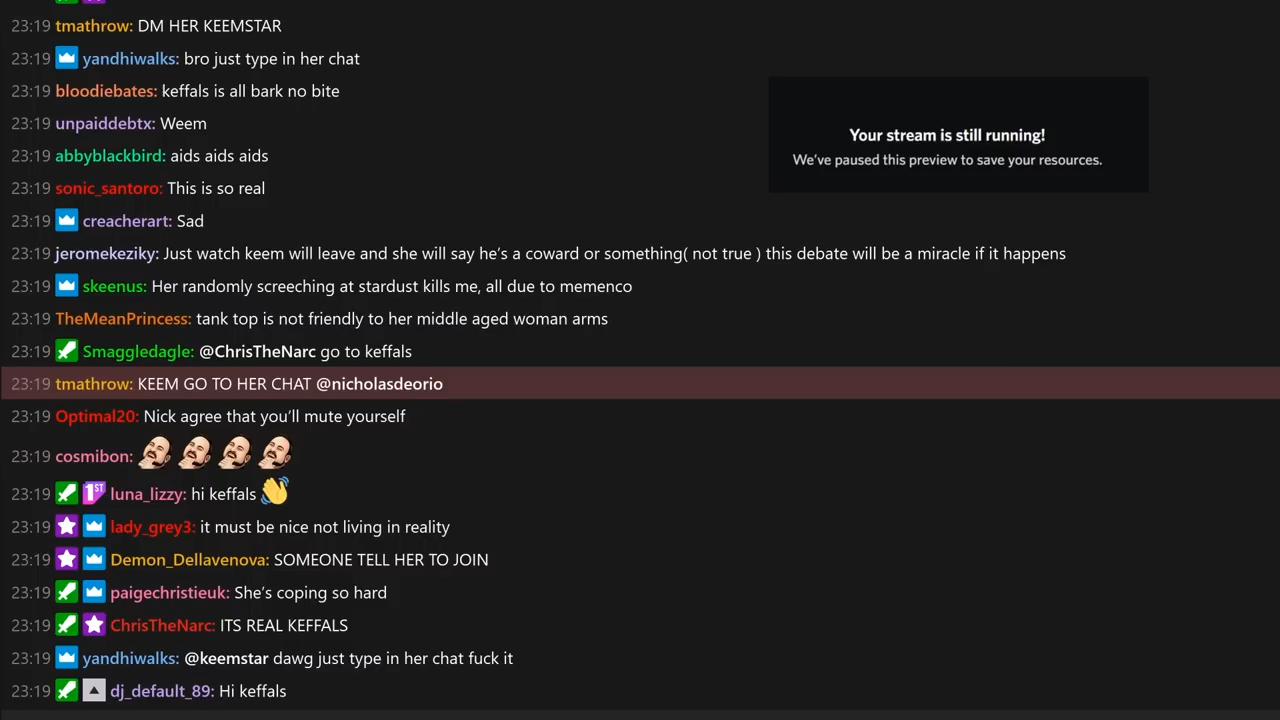 23:19 tmathrow: DM HER KEEMSTAR
23:19 yandhiwalks: bro just type in her chat
23:19 bloodiebates: keffals is all bark no bite
23:19 unpaiddebtx: Weem
23:19 abbyblackbird: aids aids aids
23:19 sonic_santoro: This is so real
23:19 creacherart: Sad
23:19 jeromekeziky: Just watch keem will leave and she will say he's a coward or something( not true ) this debate will be a miracle if it happens
23:19 skeenus: Her randomly screeching at stardust kills me, all due to memenco
23:19 TheMeanPrincess: tank top is not friendly to her middle aged woman arms
23:19 Smaggledagle: @ChrisTheNarc go to keffals
23:19 tmathrow: KEEM GO TO HER CHAT @nicholasdeorio
23:19 Optimal20: Nick agree that you'll mute yourself
23:19 cosmibon:
23:19 1ST luna_lizzy: hi keffals
23:19 lady_grey3: it must be nice not living in reality
23:19 Demon_Dellavenova: SOMEONE TELL HER TO JOIN
23:19 paigechristieuk: She's coping so hard
23:19 ChrisTheNarc: ITS REAL KEFFALS
23:19 yandhiwalks: @keemstar dawg just type in her chat fuck it
23:19 dj_default_89: Hi keffals
Your stream is still running!
We've paused this preview to save your resources.